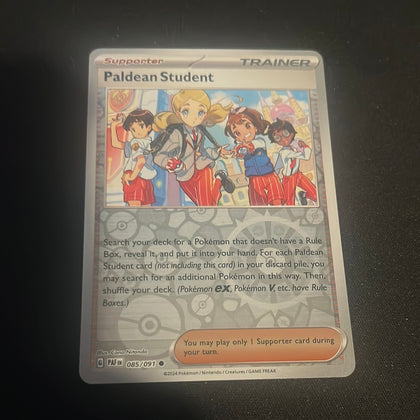 Supporter TRAINER
Paldean Student
Search your deck for a Pokémon that doesn't have a Rule
Box, reveal it, and put it into your hand. For each Paldean
Student card (not including this card) in your discard pile, you
may search for an additional Pokémon in this way. Then,
shuffle your deck. (Pokémon ex, Pokémon V, etc. have Rule
Boxes.)
You may play only 1 Supporter card during
your turn.
G PAF EN 085/091
©2024 Pokémon / Nintendo / Creatures / GAME FREAK